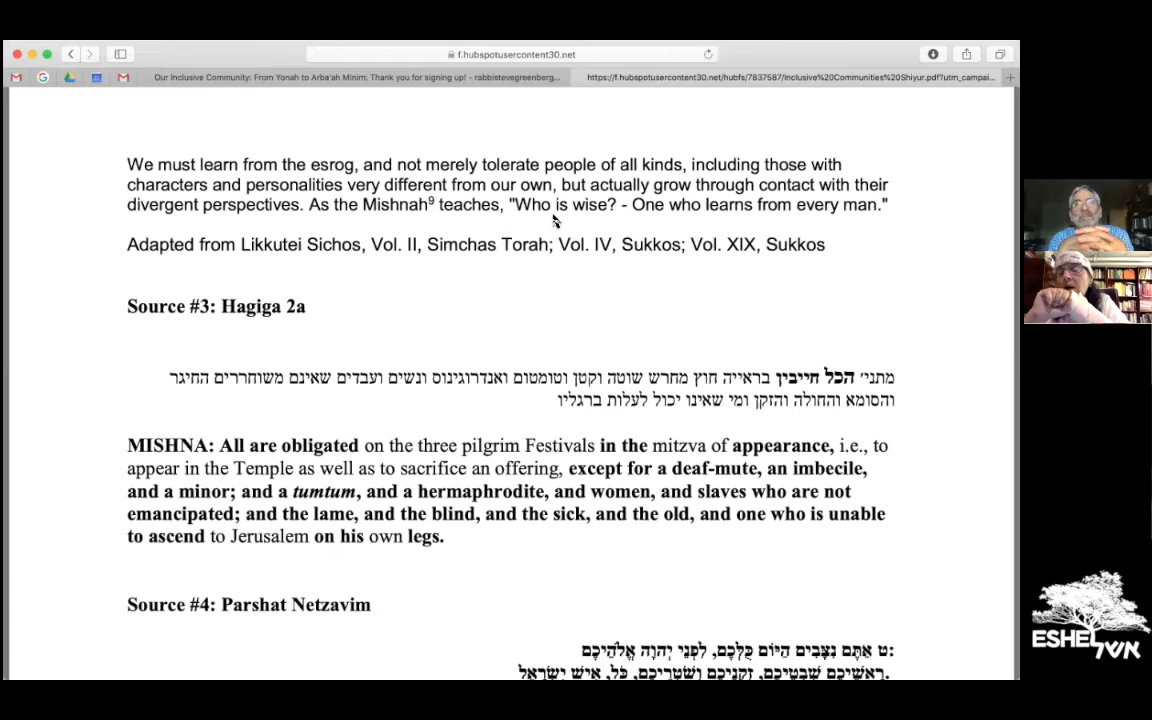 f.hubspotusercontent30.net
Our Inclusive Community: From Yonah to Arba'ah Minim: Thank you for signing up! - rabbistevegreenberg...
https://f.hubspotusercontent30.net/hubfs/7837587/Inclusive%20Communities%20Shiyur.pdf?utm_campai...
We must learn from the esrog, and not merely tolerate people of all kinds, including those with
characters and personalities very different from our own, but actually grow through contact with their
divergent perspectives. As the Mishnah⁹ teaches, "Who is wise? - One who learns from every man."
Adapted from Likkutei Sichos, Vol. II, Simchas Torah; Vol. IV, Sukkos; Vol. XIX, Sukkos
Source #3: Hagiga 2a
מתני׳ הכל חייבין בראייה חוץ מחרש שוטה וקטן וטומטום ואנדרוגינוס ונשים ועבדים שאינם משוחררים החיגר
והסומא והחולה והזקן ומי שאינו יכול לעלות ברגליו
MISHNA: All are obligated on the three pilgrim Festivals in the mitzva of appearance, i.e., to
appear in the Temple as well as to sacrifice an offering, except for a deaf-mute, an imbecile,
and a minor; and a tumtum, and a hermaphrodite, and women, and slaves who are not
emancipated; and the lame, and the blind, and the sick, and the old, and one who is unable
to ascend to Jerusalem on his own legs.
Source #4: Parshat Netzavim
ט אַתֶּם נִצָּבִים הַיּוֹם כֻּלְּכֶם, לִפְנֵי יְהוָה אֱלֹהֵיכֶם:
רָאשֵׁיכֶם שִׁבְטֵיכֶם, זִקְנֵיכֶם וְשֹׁטְרֵיכֶם, כֹּל, אִישׁ יִשְׂרָאֵל.
ESHEL אשל